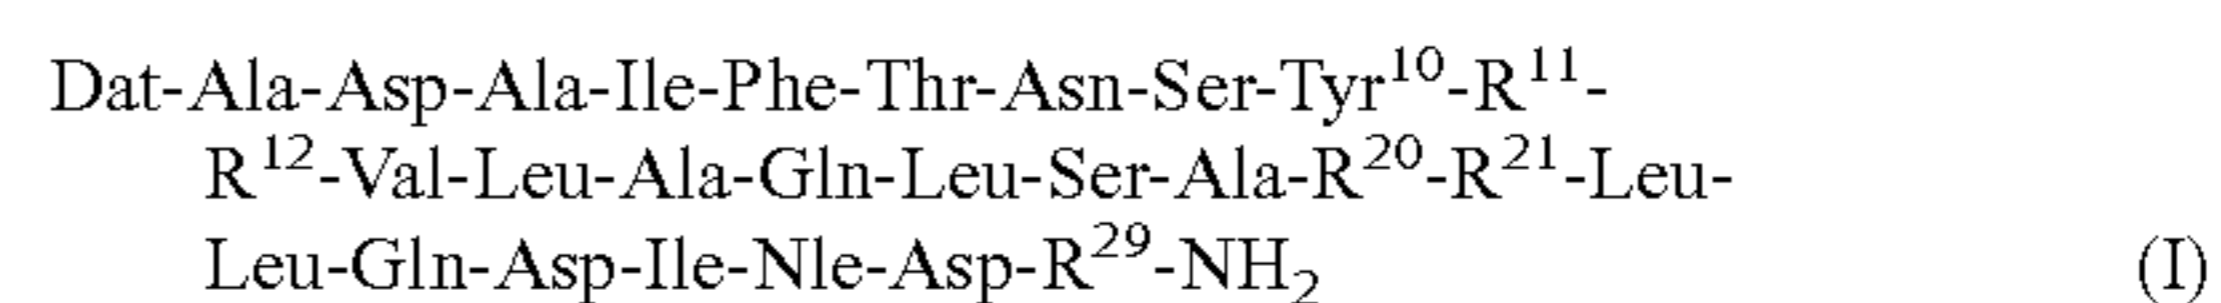 Dat-Ala-Asp-Ala-Ile-Phe-Thr-Asn-Ser-Tyr¹⁰-R¹¹-
R¹²-Val-Leu-Ala-Gln-Leu-Ser-Ala-R²⁰-R²¹-Leu-
Leu-Gln-Asp-Ile-Nle-Asp-R²⁹-NH₂ (I)